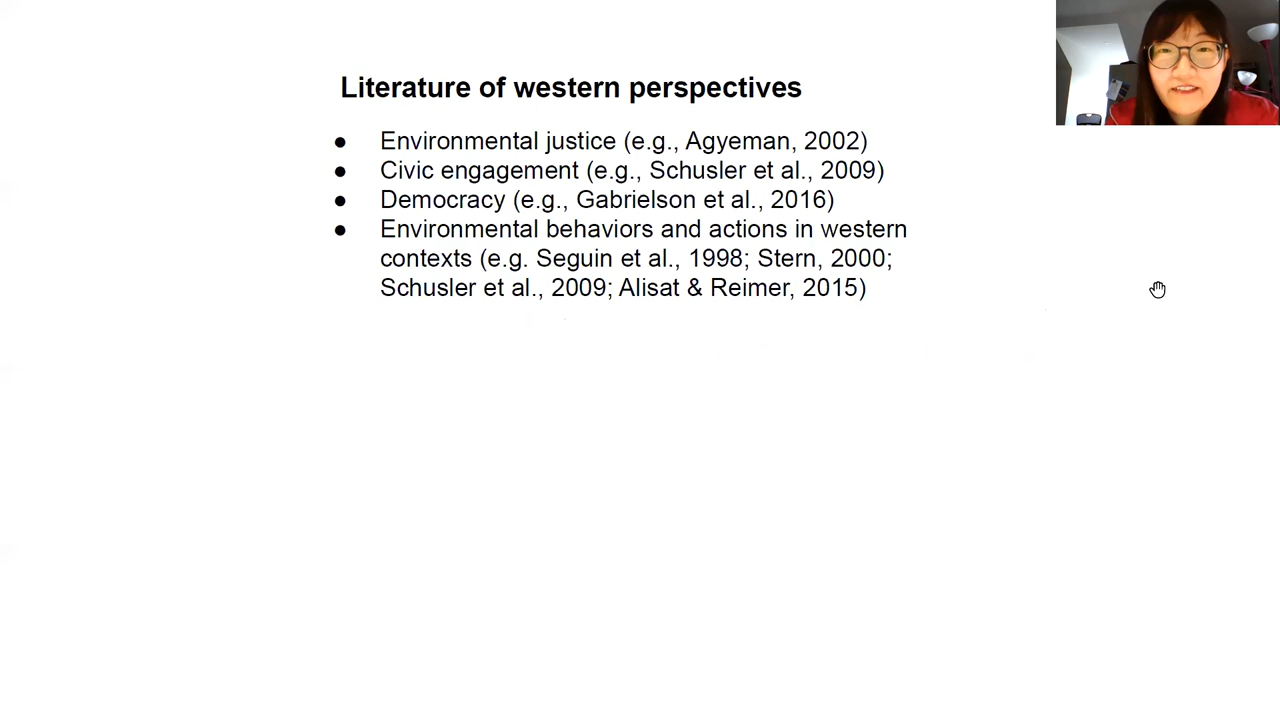 Literature of western perspectives
● Environmental justice (e.g., Agyeman, 2002)
● Civic engagement (e.g., Schusler et al., 2009)
● Democracy (e.g., Gabrielson et al., 2016)
● Environmental behaviors and actions in western
contexts (e.g. Seguin et al., 1998; Stern, 2000;
Schusler et al., 2009; Alisat & Reimer, 2015)